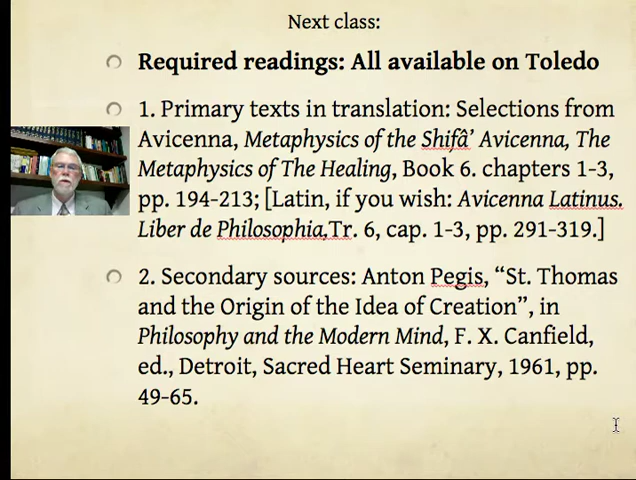 Next class:
Required readings: All available on Toledo
1. Primary texts in translation: Selections from
Avicenna, Metaphysics of the Shifâ’ Avicenna, The
Metaphysics of The Healing, Book 6. chapters 1-3,
pp. 194-213; [Latin, if you wish: Avicenna Latinus.
Liber de Philosophia,Tr. 6, cap. 1-3, pp. 291-319.]
2. Secondary sources: Anton Pegis, “St. Thomas
and the Origin of the Idea of Creation”, in
Philosophy and the Modern Mind, F. X. Canfield,
ed., Detroit, Sacred Heart Seminary, 1961, pp.
49-65.